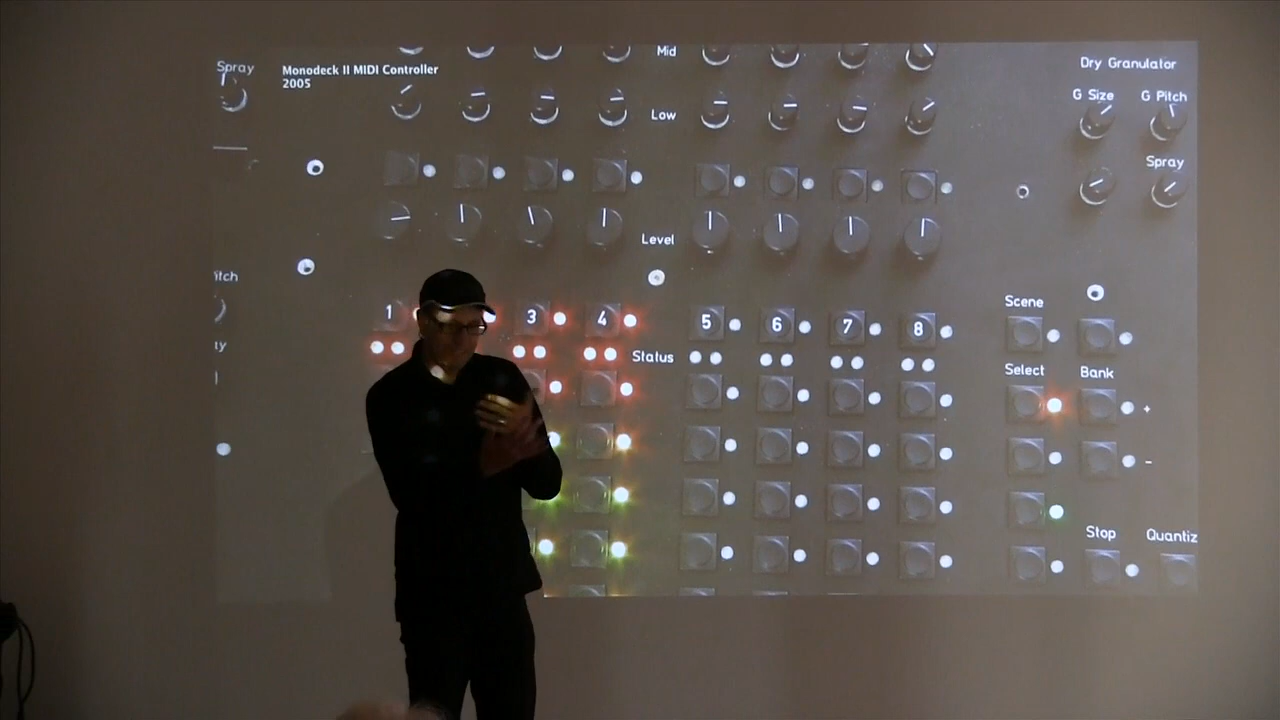 Mid
Spray
Monodeck II MIDI Controller
2005
Dry Granulator
G Size
G Pitch
Low
Spray
Level
1
3
4
5
6
7
8
Scene
Status
Select
Bank
+
-
Stop